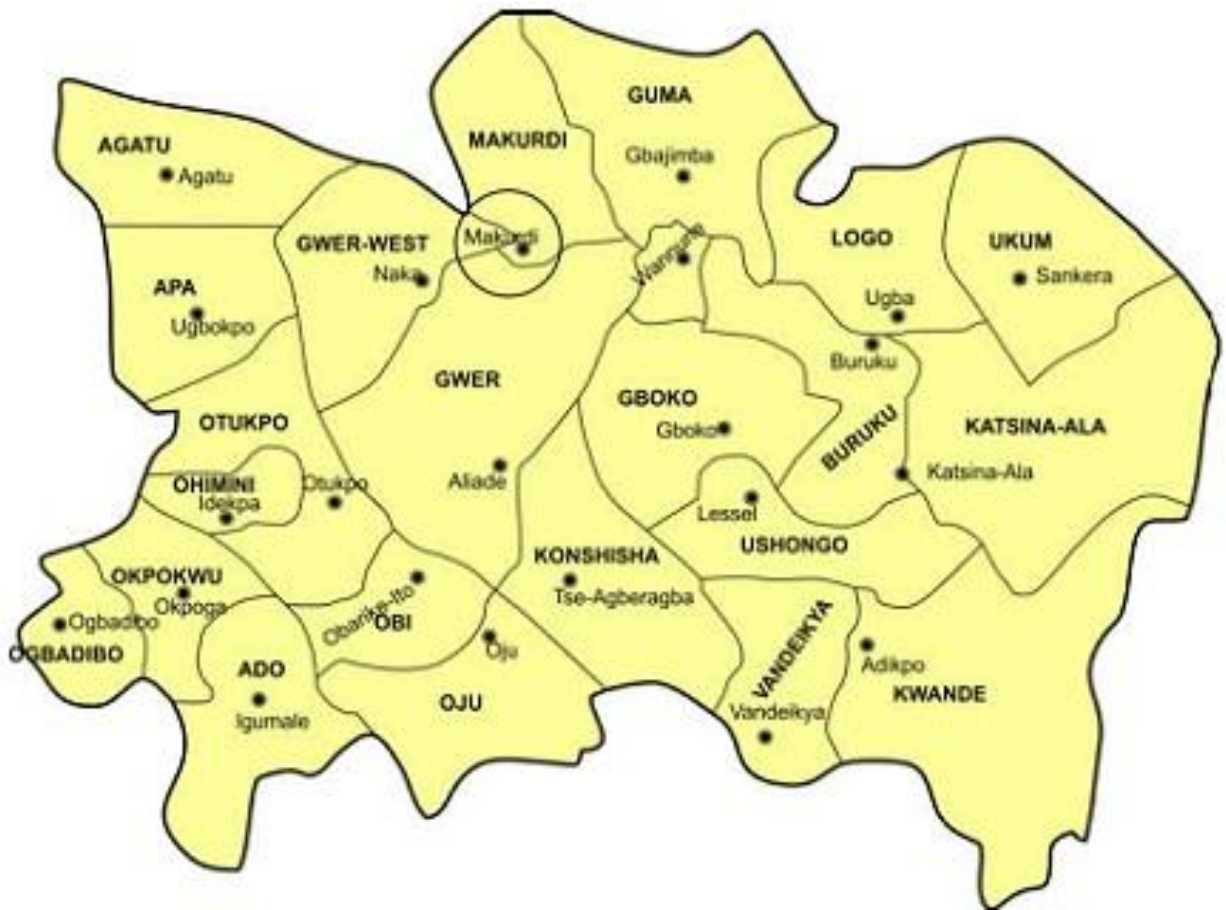 GUMA
MAKURDI
AGATU
Gbajimba
Agatu
Makurdi
GWER-WEST
LOGO
UKUM
Naka
Wannune
Sankera
APA
Ugbokpo
Ugba
Buruku
GWER
GBOKO
OTUKPO
Gboko
BURUKU
KATSINA-ALA
OHIMINI
Otukpo
Aliade
Katsina-Ala
Idekpa
Lessel
KONSHISHA
USHONGO
OKPOKWU
Okpoga
Tse-Agberagba
Obarike-Ito
OBI
Ogbadibo
OGBADIBO
Oju
VANDEIKYA
Adikpo
ADO
OJU
KWANDE
Igumale
Vandeikya